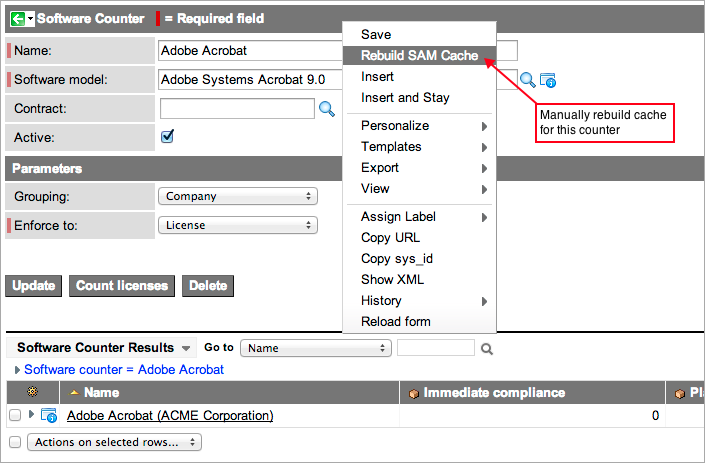 Software Counter = Required field
Name: Adobe Acrobat
Software model: Adobe Systems Acrobat 9.0
Contract:
Active:
Parameters
Grouping: Company
Enforce to: License
Save
Rebuild SAM Cache
Insert
Insert and Stay
Personalize
Templates
Export
View
Assign Label
Copy URL
Copy sys_id
Show XML
History
Reload form
Manually rebuild cache
for this counter
Update Count licenses Delete
Software Counter Results Go to Name
Software counter = Adobe Acrobat
Name Immediate compliance Pla
Adobe Acrobat (ACME Corporation) 0
Actions on selected rows...